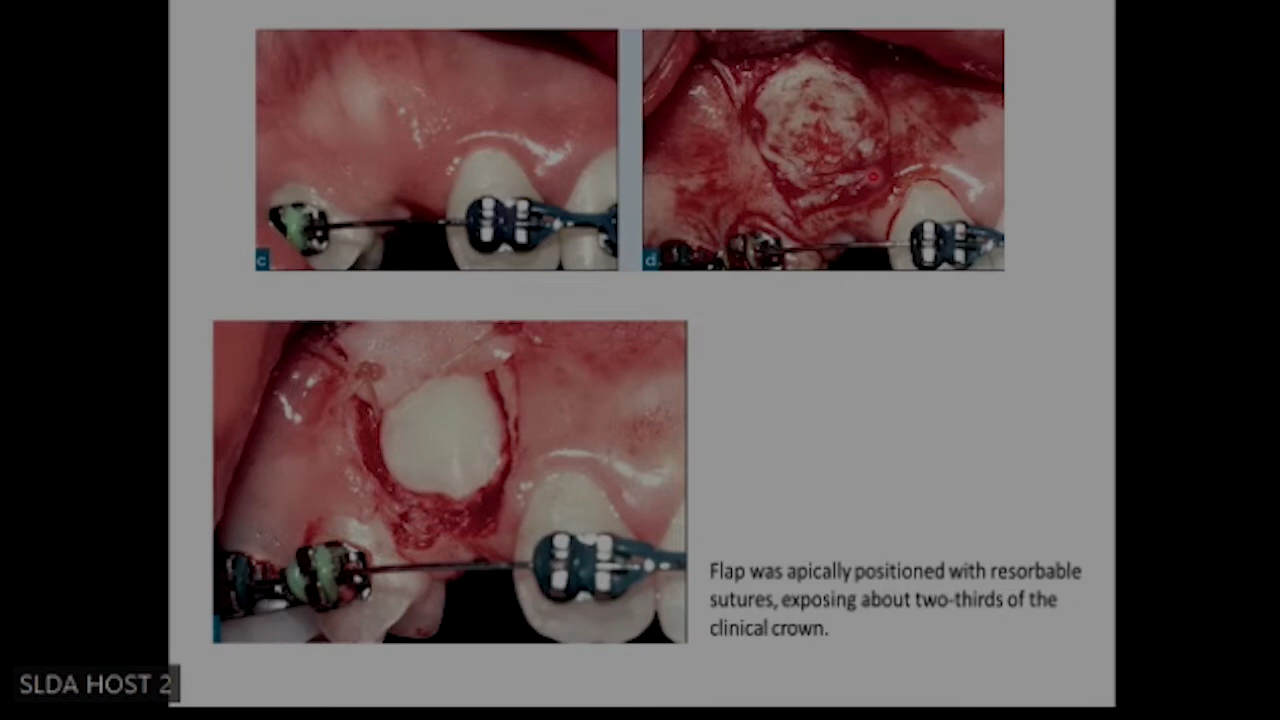 c
d
Flap was apically positioned with resorbable
sutures, exposing about two-thirds of the
clinical crown.
SLDA HOST 2